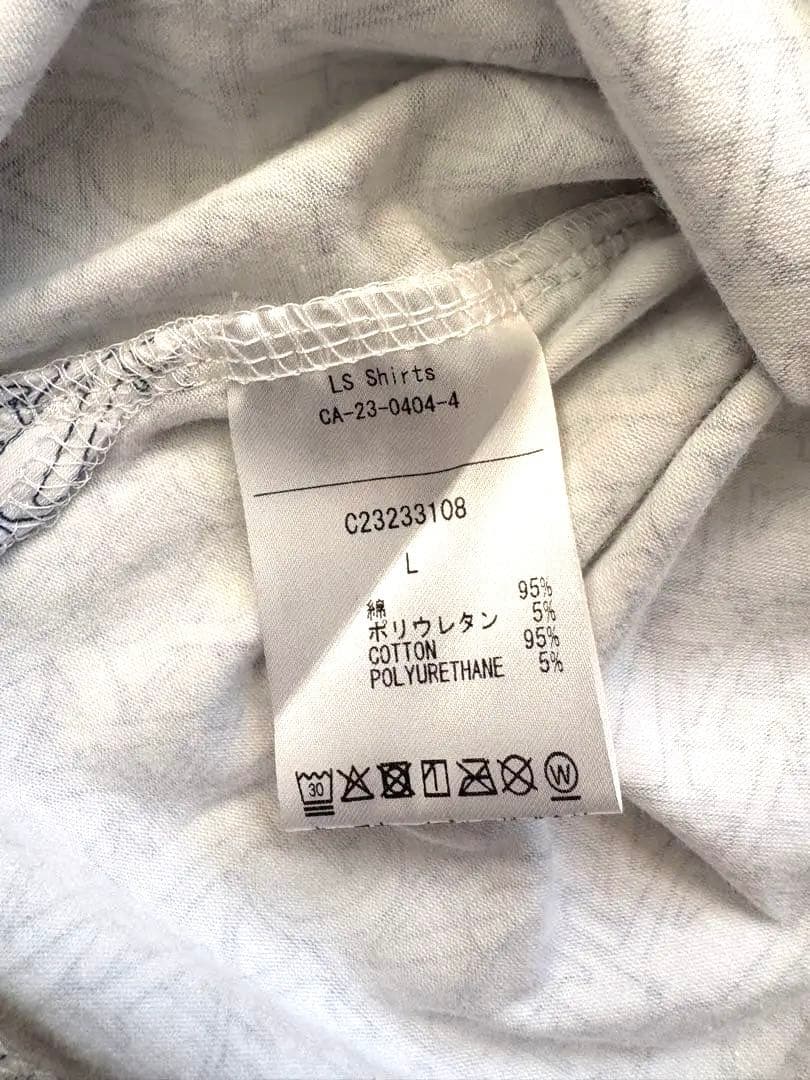 LS Shirts
CA-23-0404-4
C23233108
L
綿 95%
ポリウレタン 5%
COTTON 95%
POLYURETHANE 5%
30 W